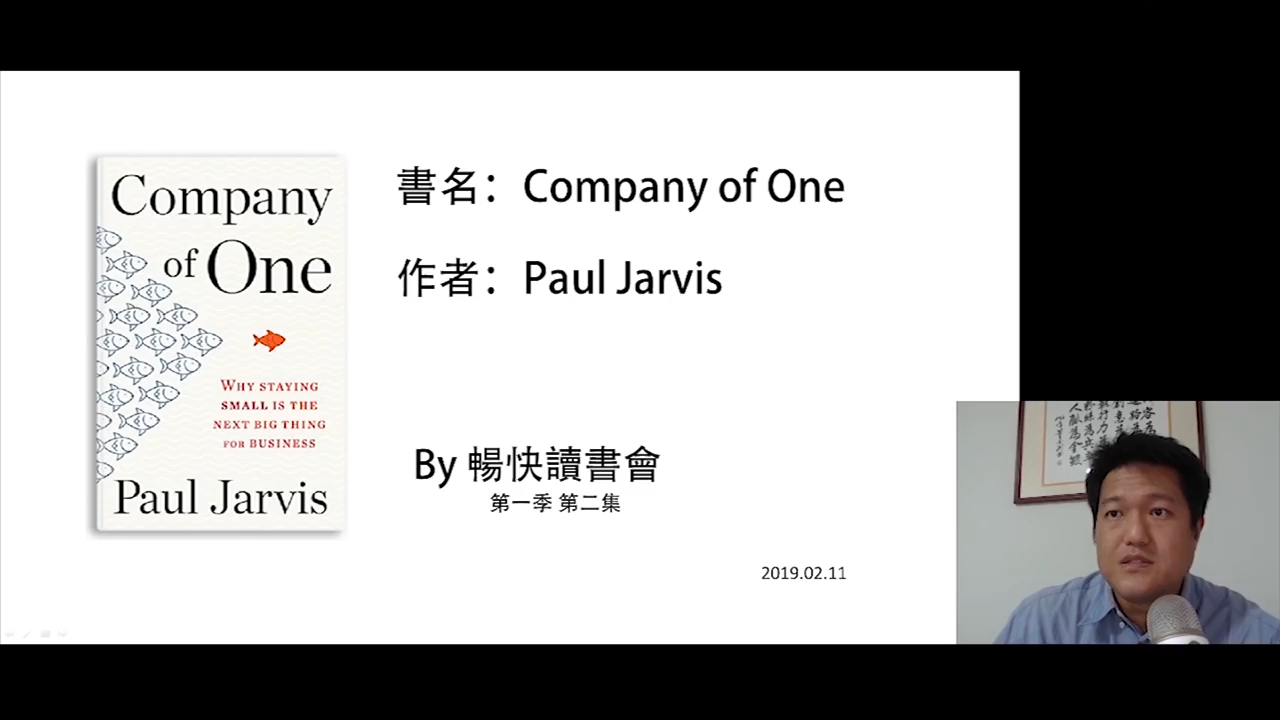 Company
of One
WHY STAYING
SMALL IS THE
NEXT BIG THING
FOR BUSINESS
Paul Jarvis
書名：Company of One
作者：Paul Jarvis
By 暢快讀書會
第一季 第二集
2019.02.11